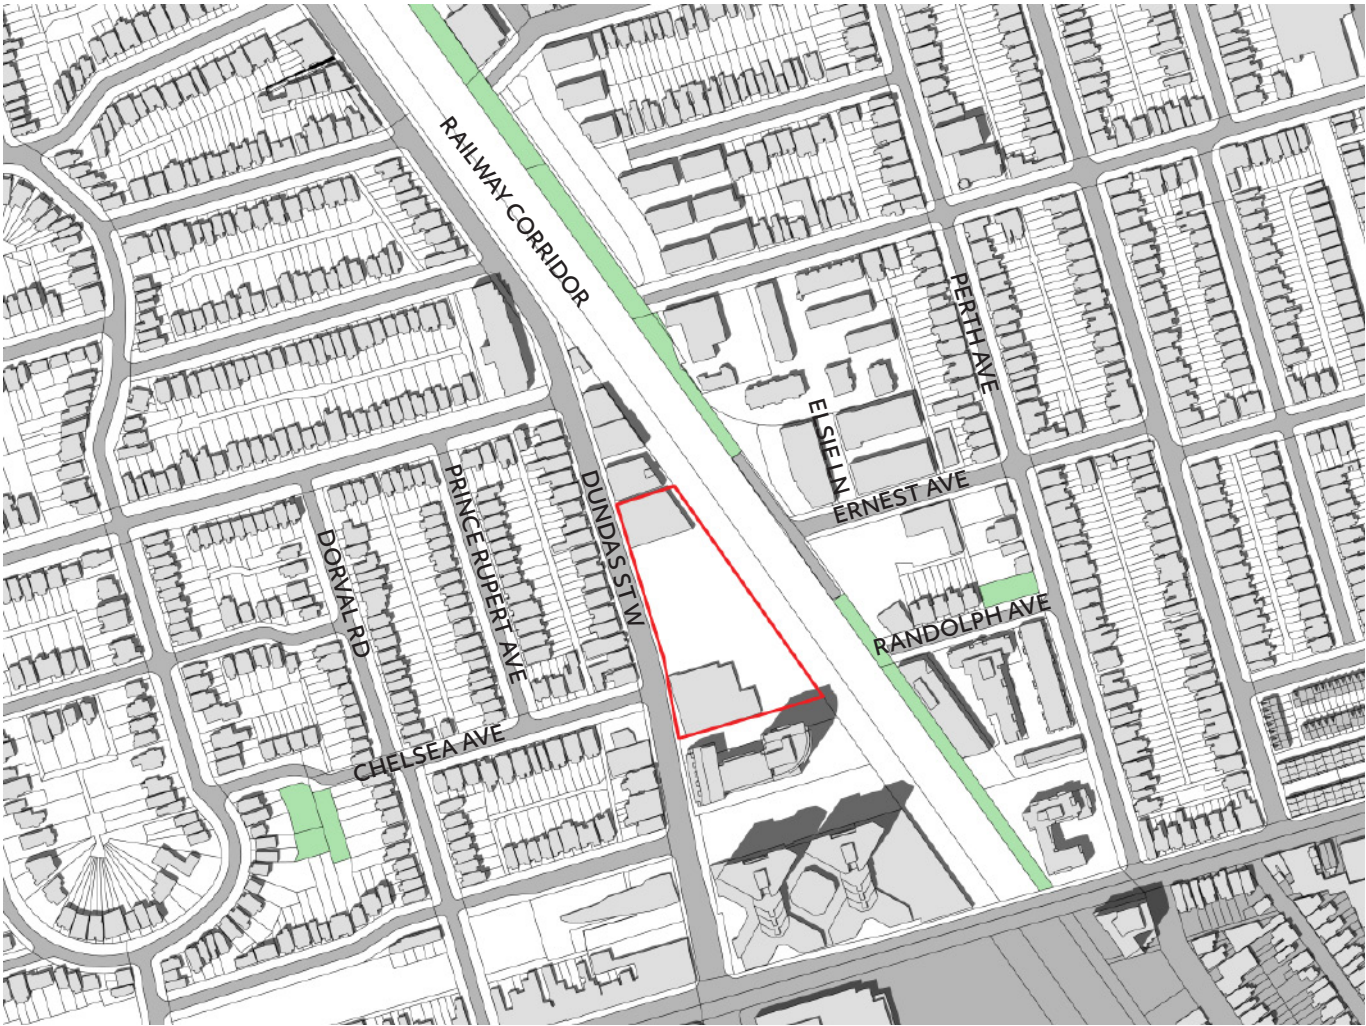 RAILWAY CORRIDOR
PERTH AVE
ELSIE LN
ERNEST AVE
DUNDAS ST W
PRINCE RUPERT AVE
DORVAL RD
RANDOLPH AVE
CHELSEA AVE